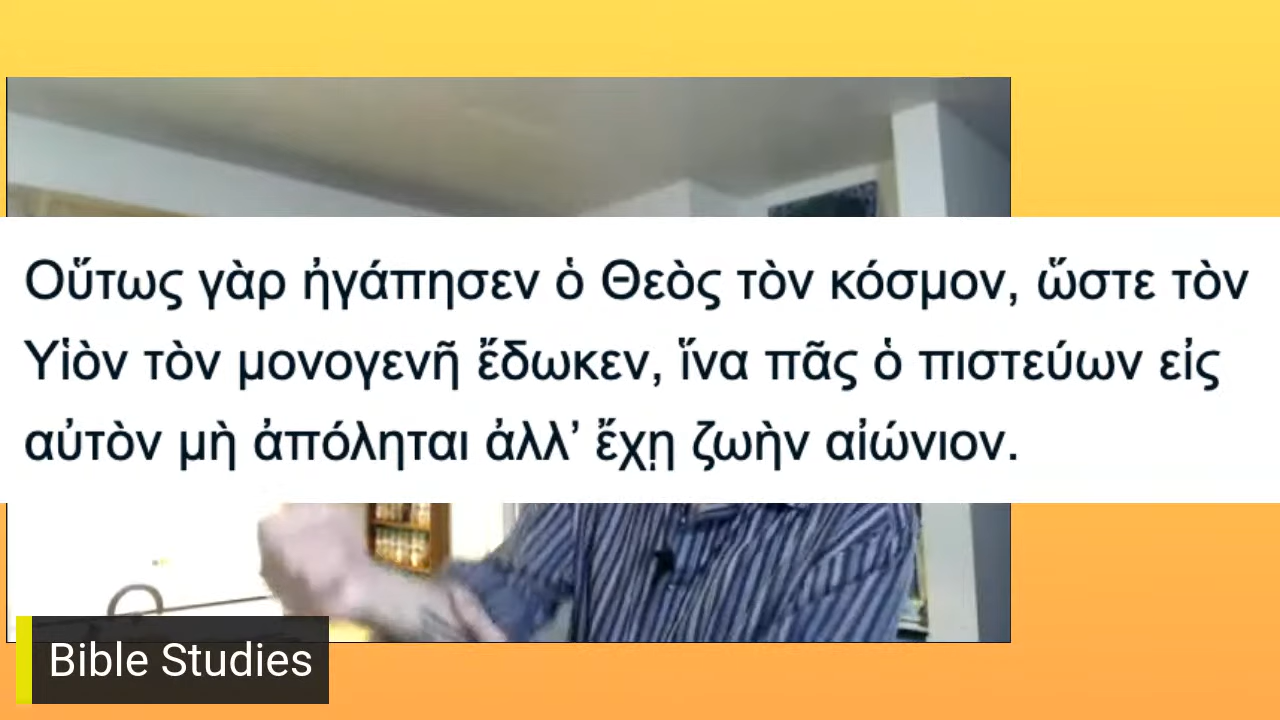 Οὕτως γὰρ ἠγάπησεν ὁ Θεὸς τὸν κόσμον, ὥστε τὸν
Υἱὸν τὸν μονογενῆ ἔδωκεν, ἵνα πᾶς ὁ πιστεύων εἰς
αὐτὸν μὴ ἀπόληται ἀλλ’ ἔχῃ ζωὴν αἰώνιον.
Bible Studies